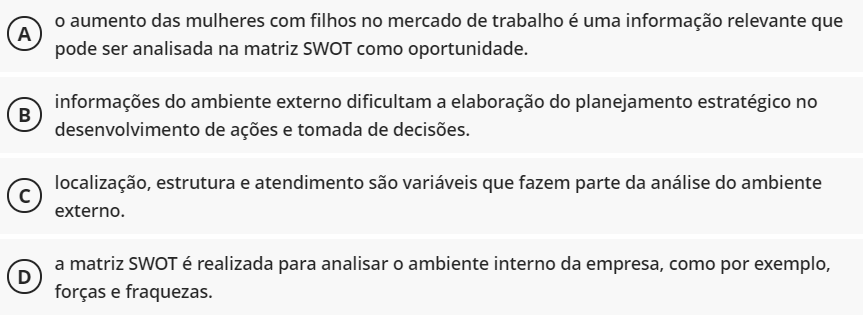 A
o aumento das mulheres com filhos no mercado de trabalho é uma informação relevante que
pode ser analisada na matriz SWOT como oportunidade.
B
informações do ambiente externo dificultam a elaboração do planejamento estratégico no
desenvolvimento de ações e tomada de decisões.
C
localização, estrutura e atendimento são variáveis que fazem parte da análise do ambiente
externo.
D
a matriz SWOT é realizada para analisar o ambiente interno da empresa, como por exemplo,
forças e fraquezas.